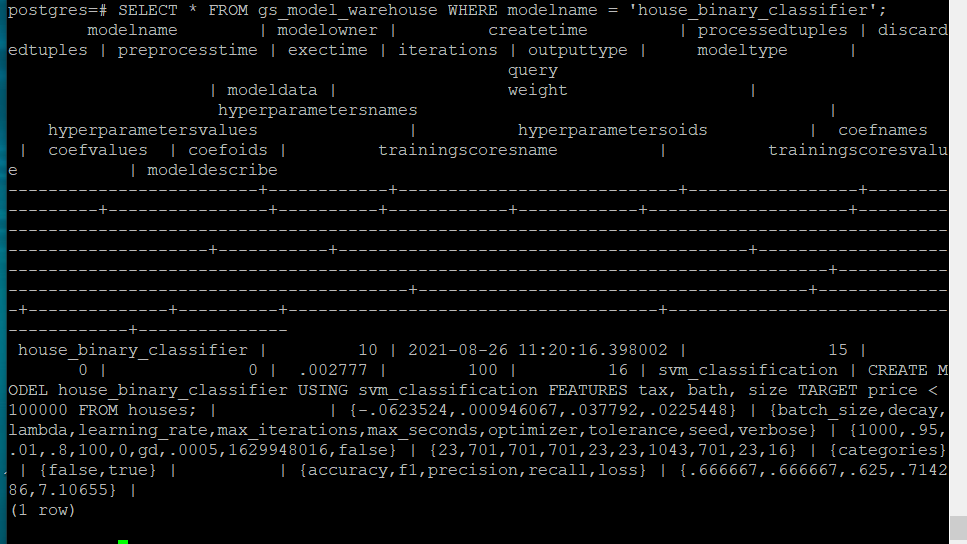 postgres=# SELECT * FROM gs_model_warehouse WHERE modelname = 'house_binary_classifier';
        modelname        | modelowner |         createtime         | processedtuples | discard
edtuples | preprocesstime | exectime | iterations | outputtype |     modeltype      |
                                                  query
                    | modeldata |                 weight                  |
                     hyperparametersnames                                         |
    hyperparametersvalues               |          hyperparametersoids          |  coefnames
 |  coefvalues  | coefoids |         trainingscoresname          |          trainingscoresvalu
e           | modeldescribe
-------------------------+------------+----------------------------+-----------------+--------
---------+----------------+----------+------------+------------+--------------------+---------
----------------------------------------------------------------------------------------------
--------------------+-----------+-----------------------------------------+-------------------
----------------------------------------------------------------------------------+-----------
----------------------------------------+---------------------------------------+-------------
-+--------------+----------+-------------------------------------+----------------------------
------------+---------------
 house_binary_classifier |         10 | 2021-08-26 11:20:16.398002 |              15 |
       0 |              0 |  .002777 |        100 |         16 | svm_classification | CREATE M
ODEL house_binary_classifier USING svm_classification FEATURES tax, bath, size TARGET price <
100000 FROM houses; |           | {-.0623524,.000946067,.037792,.0225448} | {batch_size,decay,
lambda,learning_rate,max_iterations,max_seconds,optimizer,tolerance,seed,verbose} | {1000,.95,
.01,.8,100,0,gd,.0005,1629948016,false} | {23,701,701,701,23,23,1043,701,23,16} | {categories}
 | {false,true} |          | {accuracy,f1,precision,recall,loss} | {.666667,.666667,.625,.7142
86,7.10655} |
(1 row)